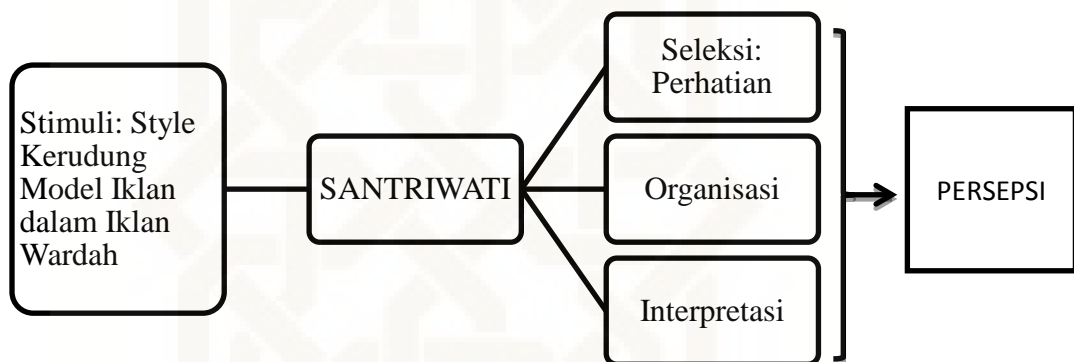 Stimuli: Style
Kerudung
Model Iklan
dalam Iklan
Wardah
SANTRIWATI
Seleksi:
Perhatian
Organisasi
Interpretasi
PERSEPSI